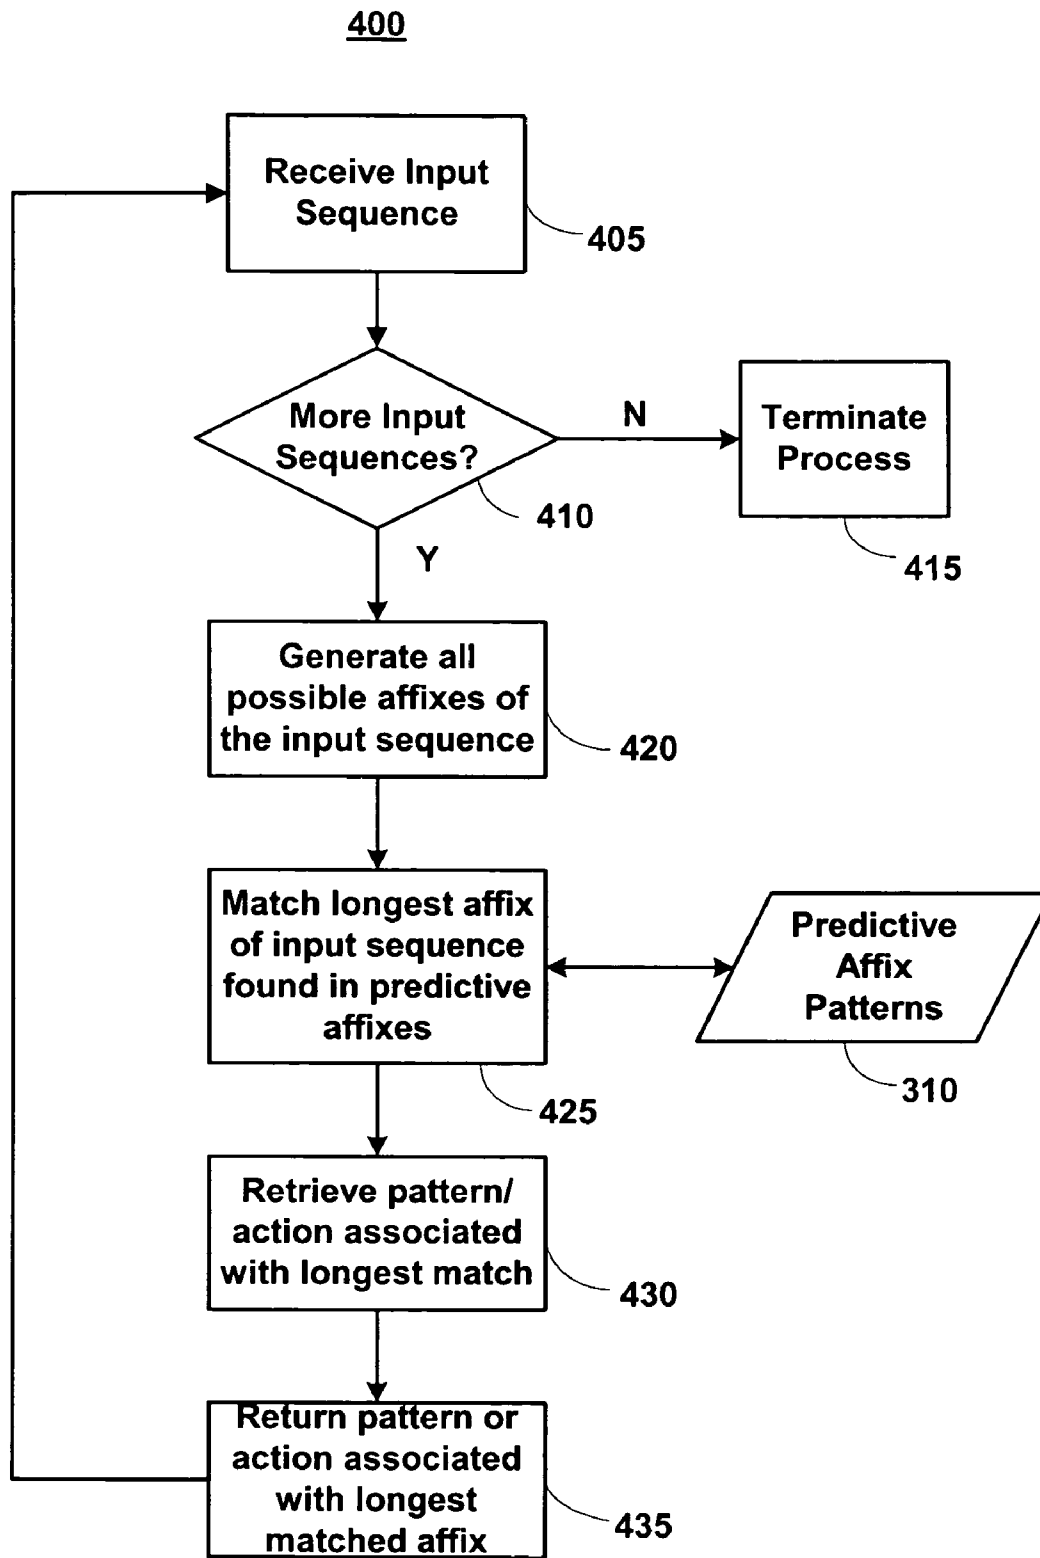 400
Receive Input
Sequence
405
More Input
Sequences?
N
410
Terminate
Process
415
Y
Generate all
possible affixes of
the input sequence
420
Match longest affix
of input sequence
found in predictive
affixes
425
Predictive
Affix
Patterns
310
Retrieve pattern/
action associated
with longest match
430
Return pattern or
action associated
with longest
matched affix
435